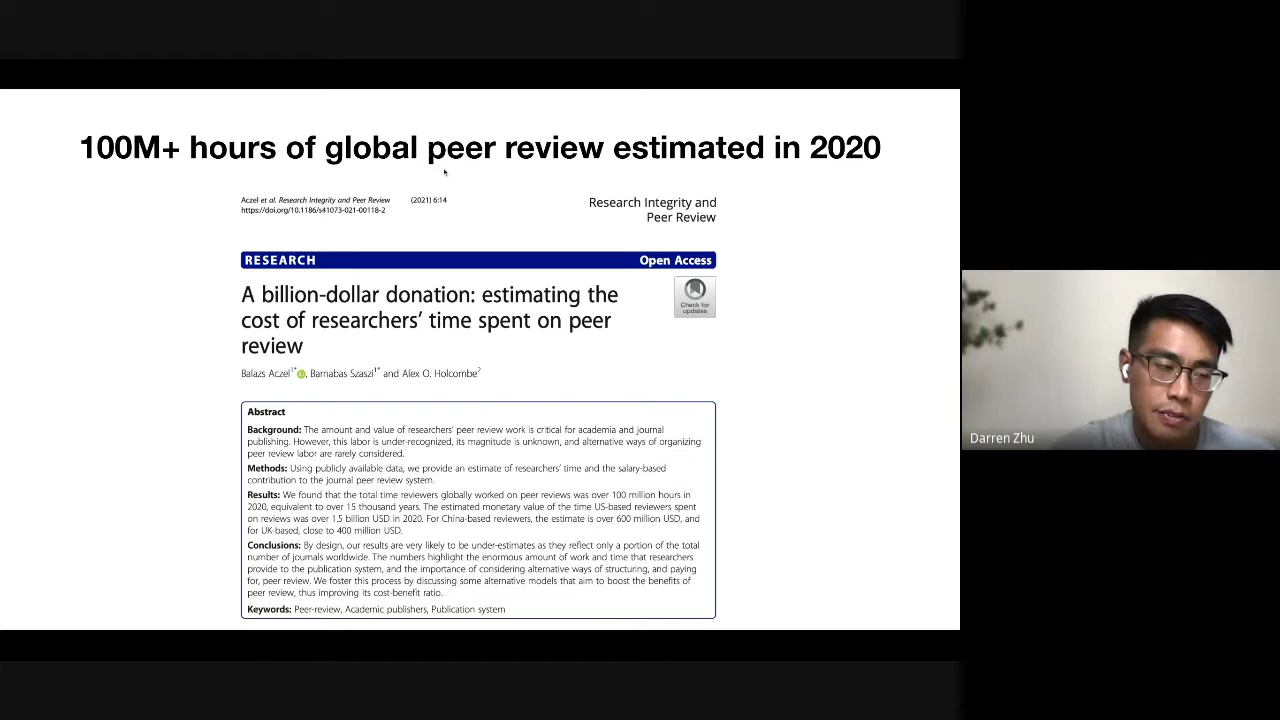 100M+ hours of global peer review estimated in 2020
Aczel et al. Research Integrity and Peer Review (2021) 6:14
https://doi.org/10.1186/s41073-021-00118-2
Research Integrity and
Peer Review
RESEARCH Open Access
A billion-dollar donation: estimating the
cost of researchers’ time spent on peer
review
Check for
updates
Balazs Aczel1*, Barnabas Szaszi1* and Alex O. Holcombe2
Abstract
Background: The amount and value of researchers’ peer review work is critical for academia and journal
publishing. However, this labor is under-recognized, its magnitude is unknown, and alternative ways of organizing
peer review labor are rarely considered.
Methods: Using publicly available data, we provide an estimate of researchers’ time and the salary-based
contribution to the journal peer review system.
Results: We found that the total time reviewers globally worked on peer reviews was over 100 million hours in
2020, equivalent to over 15 thousand years. The estimated monetary value of the time US-based reviewers spent
on reviews was over 1.5 billion USD in 2020. For China-based reviewers, the estimate is over 600 million USD, and
for UK-based, close to 400 million USD.
Conclusions: By design, our results are very likely to be under-estimates as they reflect only a portion of the total
number of journals worldwide. The numbers highlight the enormous amount of work and time that researchers
provide to the publication system, and the importance of considering alternative ways of structuring, and paying
for, peer review. We foster this process by discussing some alternative models that aim to boost the benefits of
peer review, thus improving its cost-benefit ratio.
Keywords: Peer-review, Academic publishers, Publication system
Darren Zhu